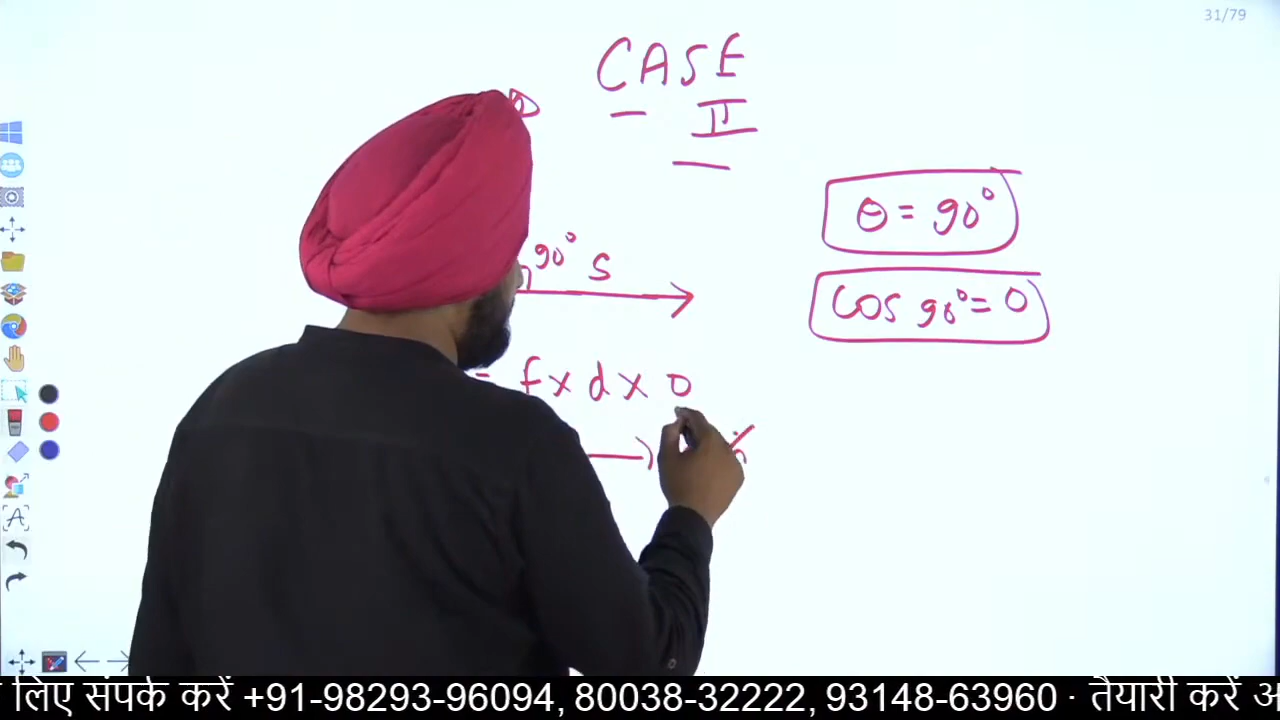 31/79
CASE
II
θ = 90°
90° S
cos 90° = 0
= f x d x 0
लिए संपर्क करें +91-98293-96094, 80038-32222, 93148-63960 · तैयारी करें